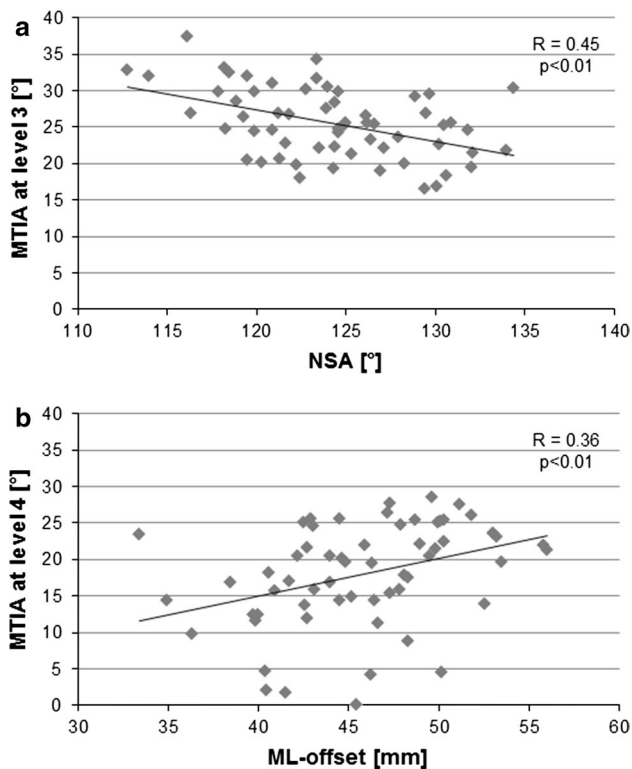 a
40
35
30
25
20
15
10
5
0
MTIA at level 3 [°]
R = 0.45
p<0.01
110 115 120 125 130 135 140
NSA [°]
b
40
35
30
25
20
15
10
5
0
MTIA at level 4 [°]
R = 0.36
p<0.01
30 35 40 45 50 55 60
ML-offset [mm]